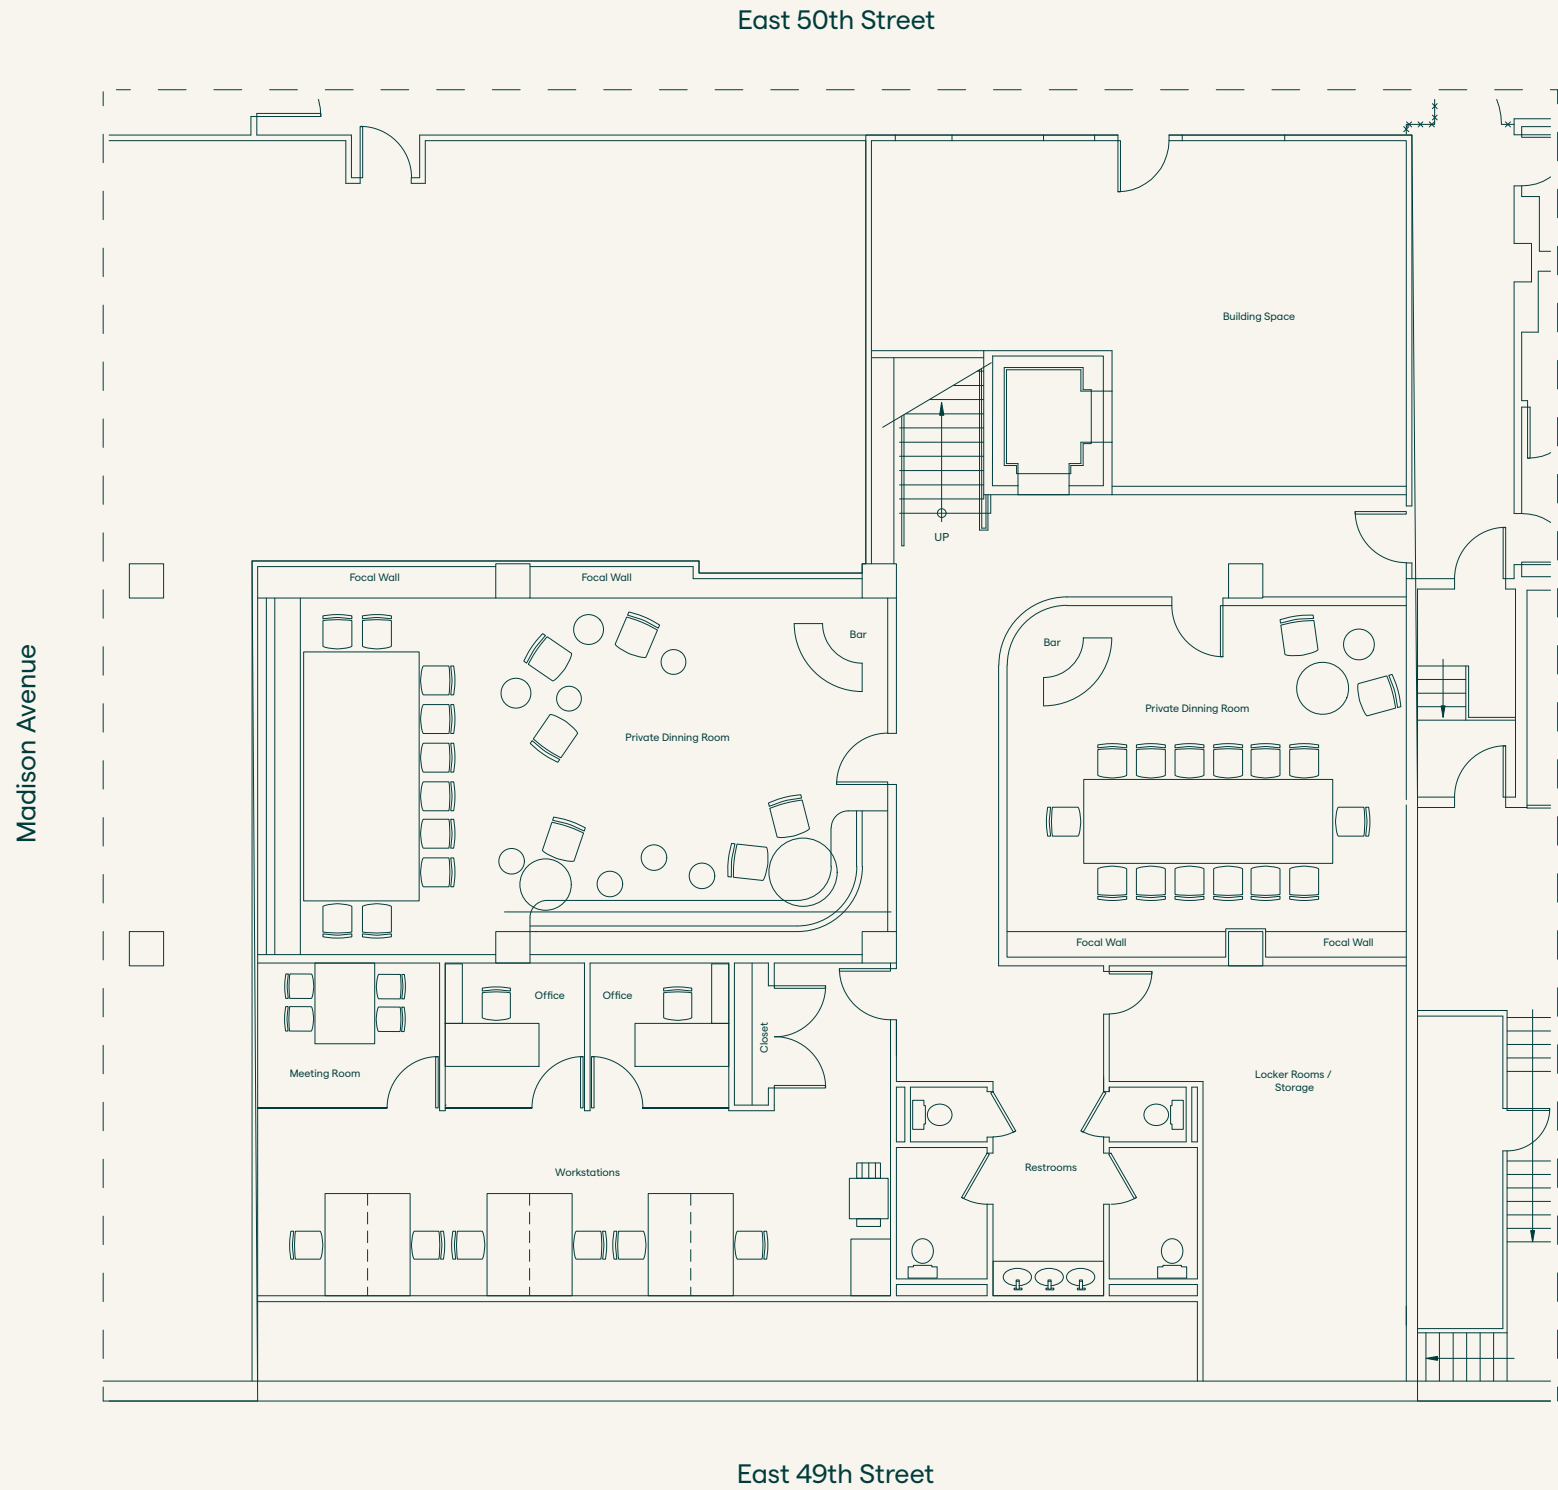 East 50th Street
Building Space
UP
Focal Wall
Focal Wall
Bar
Bar
Private Dinning Room
Private Dinning Room
Madison Avenue
Focal Wall
Focal Wall
Office
Office
Closet
Meeting Room
Locker Rooms /
Storage
Workstations
Restrooms
East 49th Street